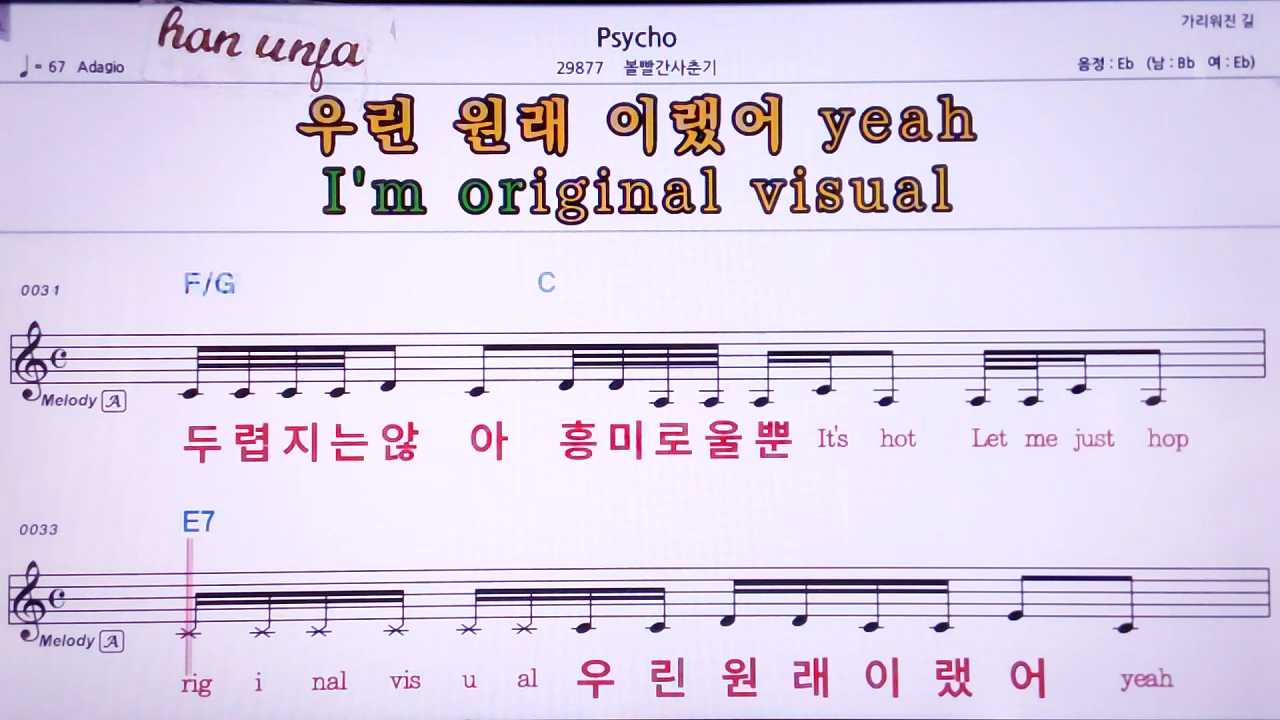 han unfa
Psycho
가리워진 길
♩= 67 Adagio
29877 볼빨간사춘기
음정 : Eb (남 : Bb 여 : Eb)
우린 원래 이랬어 yeah
I'm original visual
0031 F/G C
Melody A
두 렵 지 는 않 아 흥 미 로 울 뿐 It's hot Let me just hop
0033 E7
Melody A
rig i nal vis u al 우 린 원 래 이 랬 어 yeah